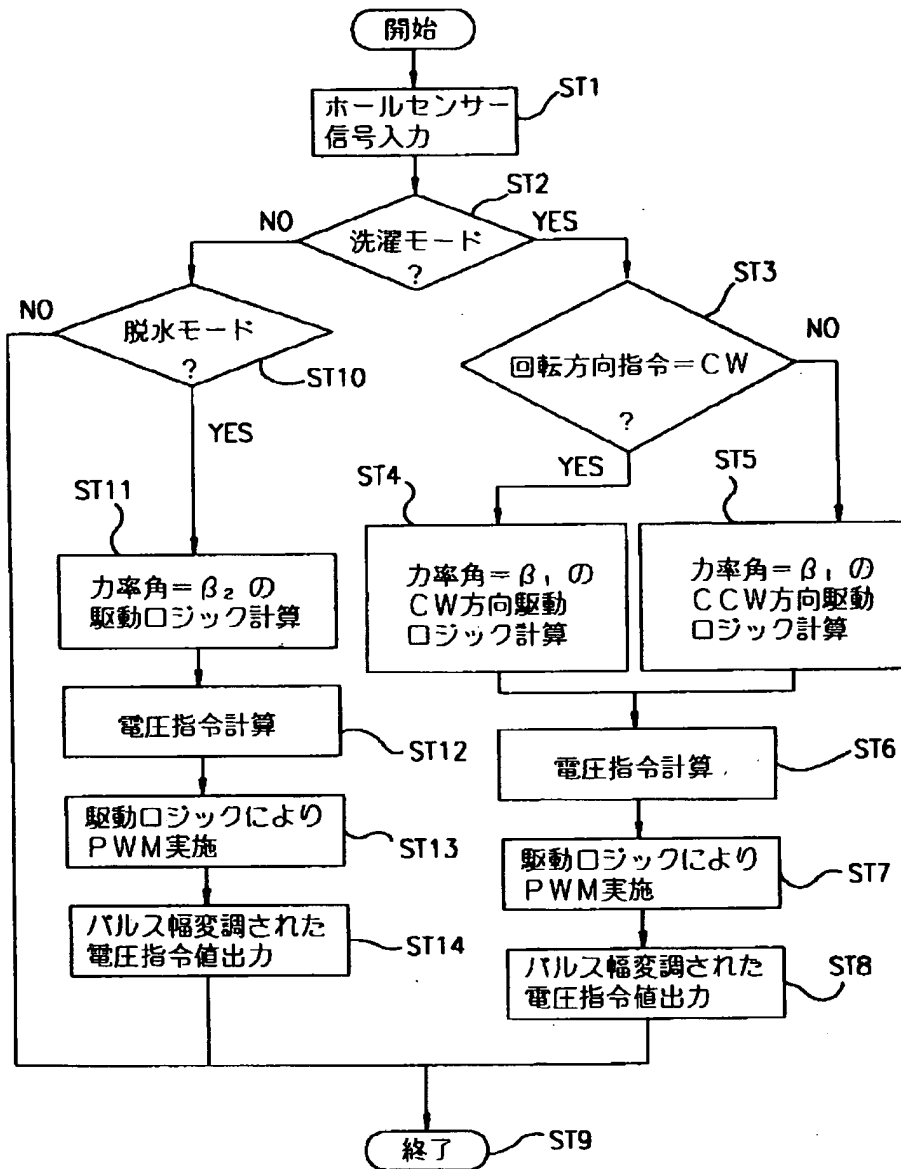 開始
ホールセンサー
信号入力
ST1
ST2
NO
YES
洗濯モード
?
ST3
NO
脱水モード
?
ST10
NO
回転方向指令=CW
?
YES
YES
ST11
ST4
ST5
力率角=β₂の
駆動ロジック計算
力率角=β₁の
CW方向駆動
ロジック計算
力率角=β₁の
CCW方向駆動
ロジック計算
電圧指令計算
ST12
電圧指令計算
ST6
駆動ロジックにより
PWM実施
ST13
駆動ロジックにより
PWM実施
ST7
パルス幅変調された
電圧指令値出力
ST14
パルス幅変調された
電圧指令値出力
ST8
終了
ST9